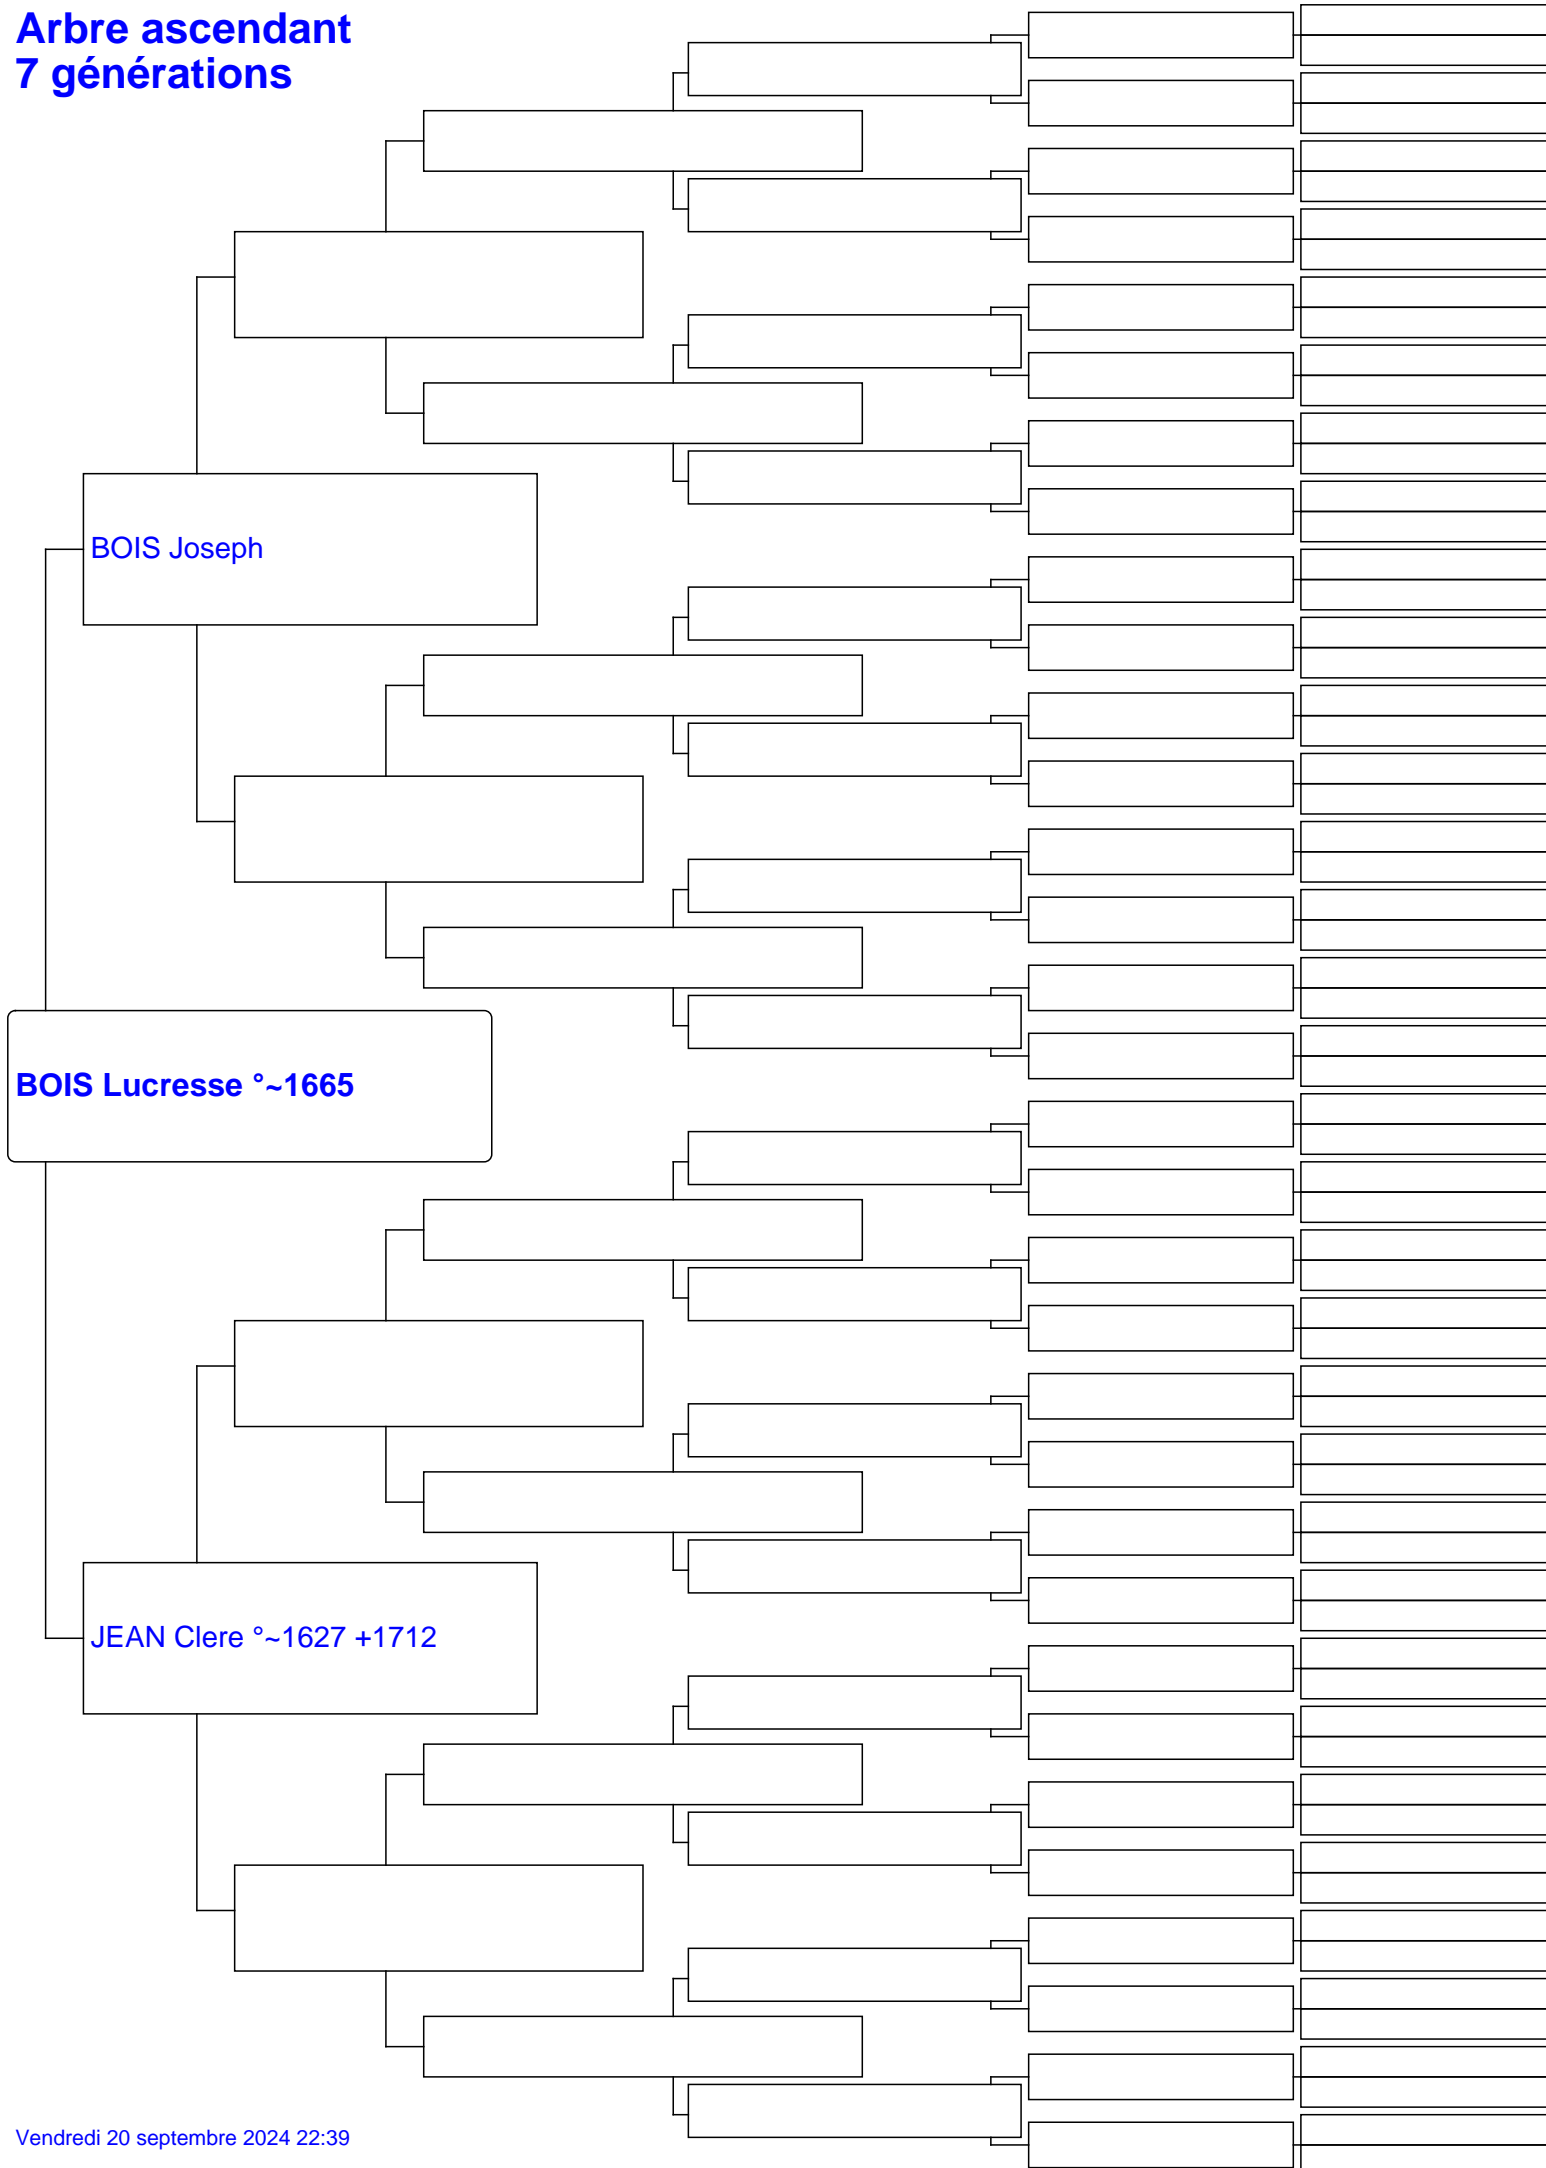 Arbre ascendant
7 générations
BOIS Joseph
BOIS Lucresse °~1665
JEAN Clere °~1627 +1712
Vendredi 20 septembre 2024 22:39